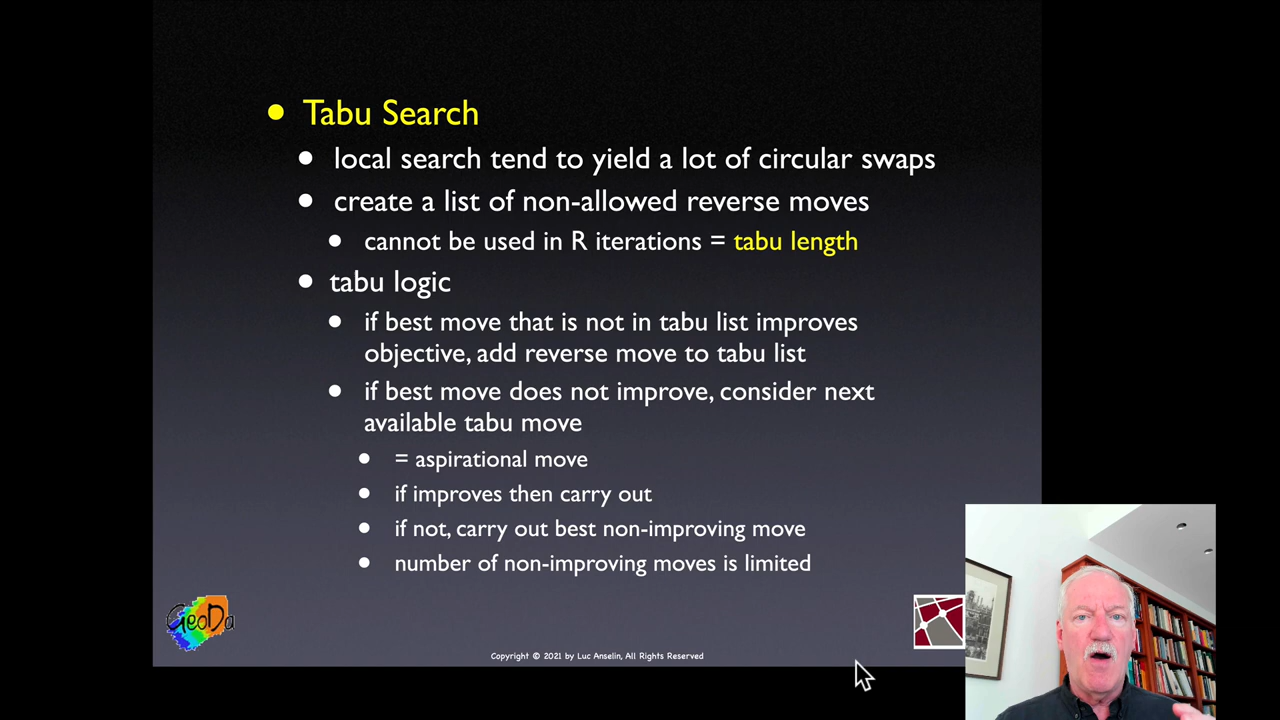 Tabu Search
local search tend to yield a lot of circular swaps
create a list of non-allowed reverse moves
cannot be used in R iterations = tabu length
tabu logic
if best move that is not in tabu list improves
objective, add reverse move to tabu list
if best move does not improve, consider next
available tabu move
= aspirational move
if improves then carry out
if not, carry out best non-improving move
number of non-improving moves is limited
GeoDa
Copyright © 2021 by Luc Anselin, All Rights Reserved